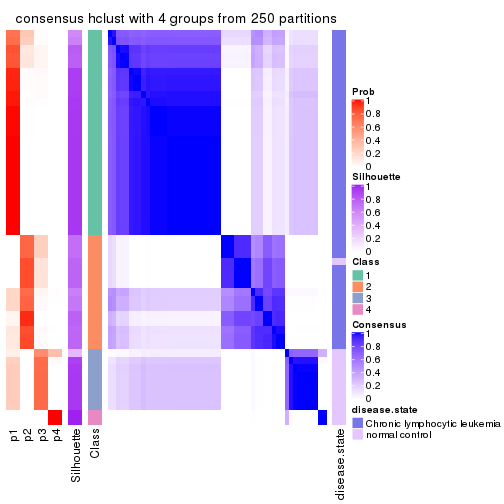 consensus hclust with 4 groups from 250 partitions
Prob
1
0.8
0.6
0.4
0.2
0
Silhouette
1
0.8
0.6
0.4
0.2
0
Class
1
2
3
4
Consensus
1
0.8
0.6
0.4
0.2
0
disease.state
Chronic lymphocytic leukemia
normal control
p1
p2
p3
p4
Silhouette
Class
disease.state